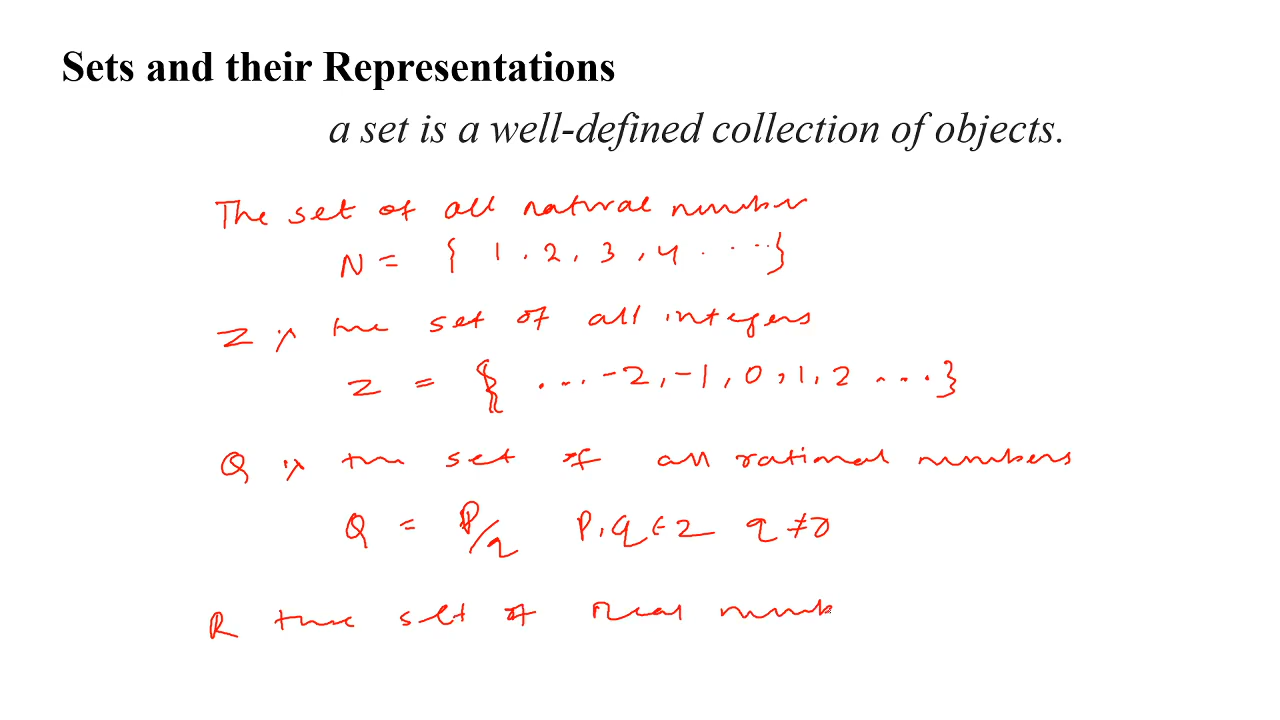 Sets and their Representations
a set is a well-defined collection of objects.
The set of all natural number
N = { 1, 2, 3, 4 . . . . }
Z is the set of all integers
Z = { . ... -2, -1, 0, 1, 2 .... }
Q is the set of all rational numbers
Q = P/q P, q ∈ Z q ≠ 0
R the set of Real numb